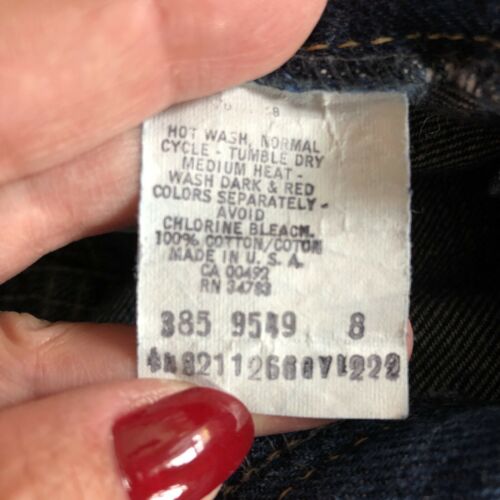 8
HOT WASH, NORMAL
CYCLE - TUMBLE DRY
MEDIUM HEAT -
WASH DARK & RED
COLORS SEPARATELY -
AVOID
CHLORINE BLEACH.
100% COTTON/COTON
MADE IN U. S. A.
CA 00492
RN 34783
385 9549 8